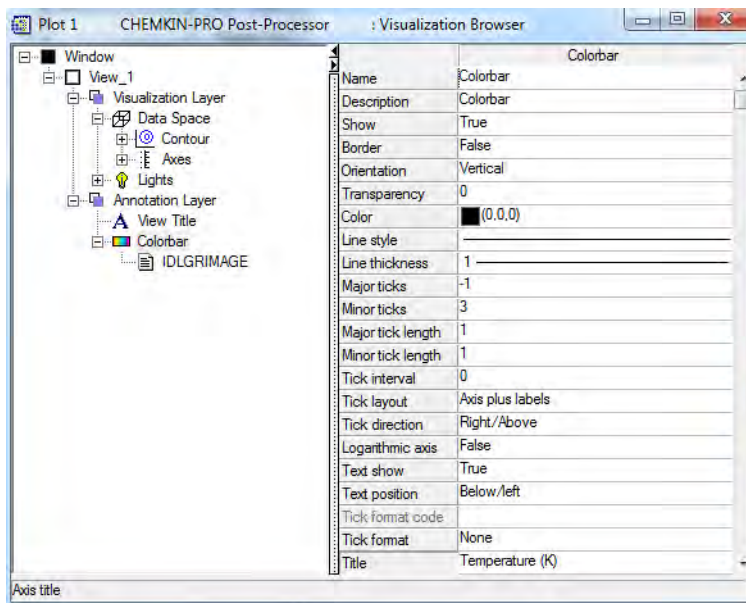 Plot 1 CHEMKIN-PRO Post-Processor : Visualization Browser
Window
View_1
Visualization Layer
Data Space
Contour
Axes
Lights
Annotation Layer
A View Title
Colorbar
IDLGRIMAGE
Colorbar
Name Colorbar
Description Colorbar
Show True
Border False
Orientation Vertical
Transparency 0
Color (0,0,0)
Line style
Line thickness 1
Major ticks -1
Minor ticks 3
Major tick length 1
Minor tick length 1
Tick interval 0
Tick layout Axis plus labels
Tick direction Right/Above
Logarithmic axis False
Text show True
Text position Below/left
Tick format code
Tick format None
Title Temperature (K)
Axis title